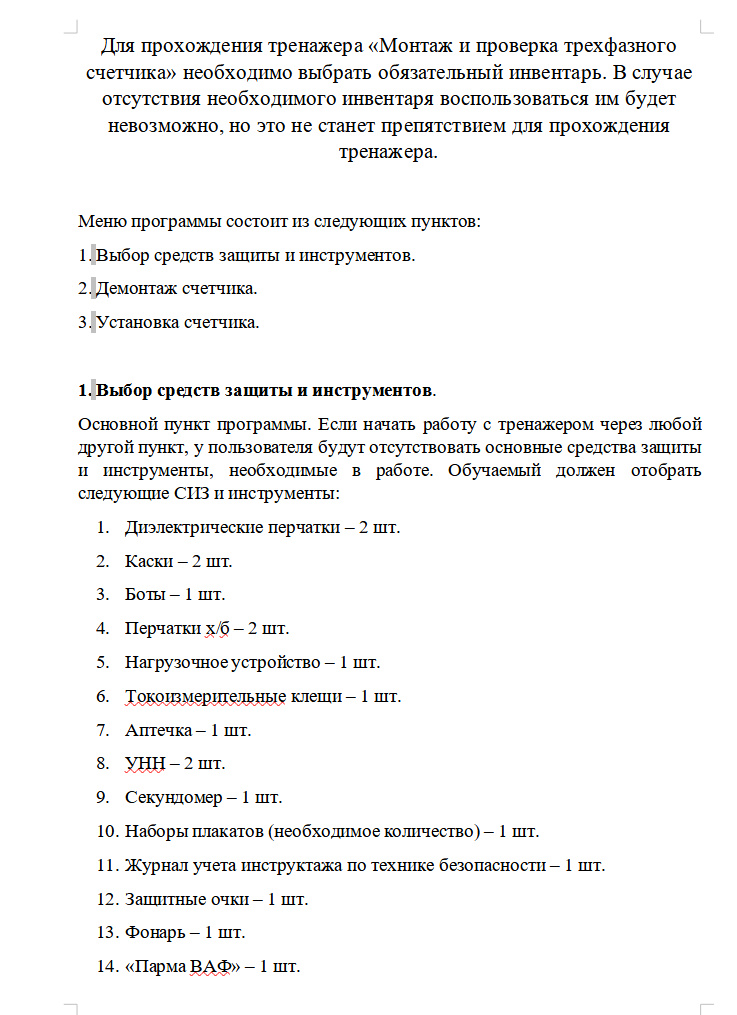 Для прохождения тренажера «Монтаж и проверка трехфазного
счетчика» необходимо выбрать обязательный инвентарь. В случае
отсутствия необходимого инвентаря воспользоваться им будет
невозможно, но это не станет препятствием для прохождения
тренажера.
Меню программы состоит из следующих пунктов:
1. Выбор средств защиты и инструментов.
2. Демонтаж счетчика.
3. Установка счетчика.
1. Выбор средств защиты и инструментов.
Основной пункт программы. Если начать работу с тренажером через любой
другой пункт, у пользователя будут отсутствовать основные средства защиты
и инструменты, необходимые в работе. Обучаемый должен отобрать
следующие СИЗ и инструменты:
1. Диэлектрические перчатки – 2 шт.
2. Каски – 2 шт.
3. Боты – 1 шт.
4. Перчатки х/б – 2 шт.
5. Нагрузочное устройство – 1 шт.
6. Токоизмерительные клещи – 1 шт.
7. Аптечка – 1 шт.
8. УНН – 2 шт.
9. Секундомер – 1 шт.
10. Наборы плакатов (необходимое количество) – 1 шт.
11. Журнал учета инструктажа по технике безопасности – 1 шт.
12. Защитные очки – 1 шт.
13. Фонарь – 1 шт.
14. «Парма ВАФ» – 1 шт.